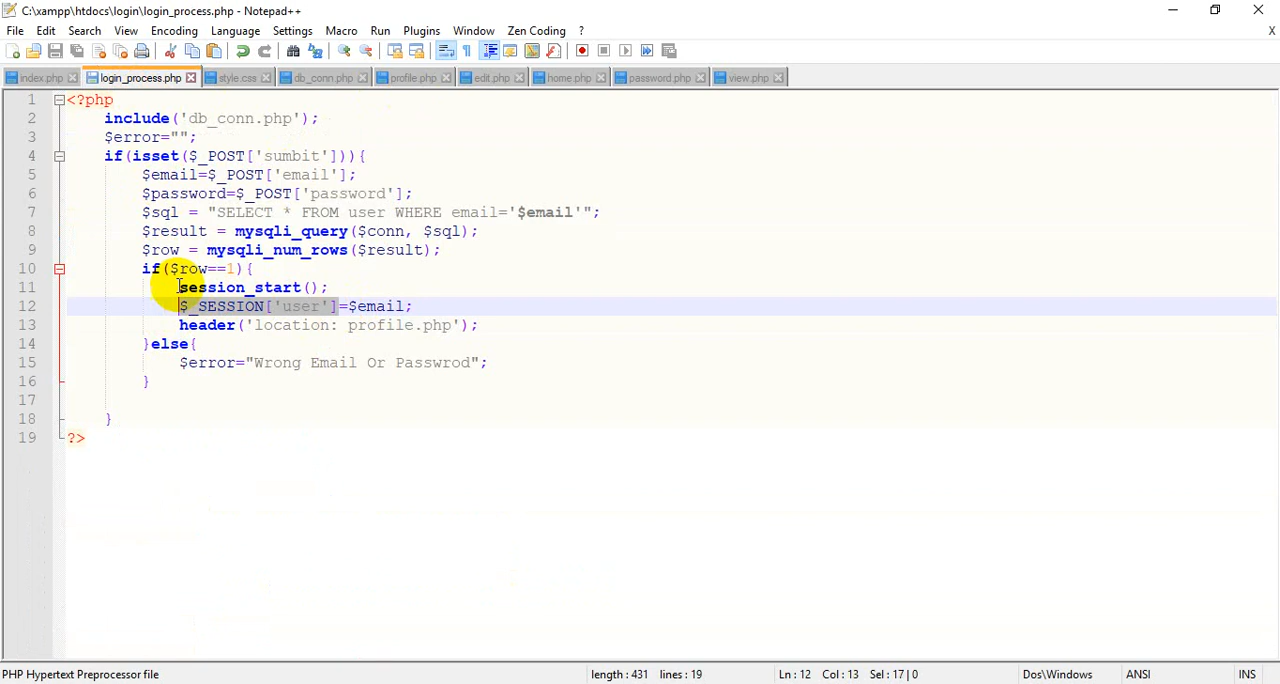 C:\xampp\htdocs\login\login_process.php - Notepad++
File Edit Search View Encoding Language Settings Macro Run Plugins Window Zen Coding ? X
index.php login_process.php style.css db_conn.php profile.php edit.php home.php password.php view.php
1 <?php
2 include('db_conn.php');
3 $error="";
4 if(isset($_POST['sumbit'])){
5 $email=$_POST['email'];
6 $password=$_POST['password'];
7 $sql = "SELECT * FROM user WHERE email='$email'";
8 $result = mysqli_query($conn, $sql);
9 $row = mysqli_num_rows($result);
10 if($row==1){
11 session_start();
12 $_SESSION['user']=$email;
13 header('location: profile.php');
14 }else{
15 $error="Wrong Email Or Passwrod";
16 }
17
18 }
19 ?>
PHP Hypertext Preprocessor file length : 431 lines : 19 Ln : 12 Col : 13 Sel : 17 | 0 Dos\Windows ANSI INS